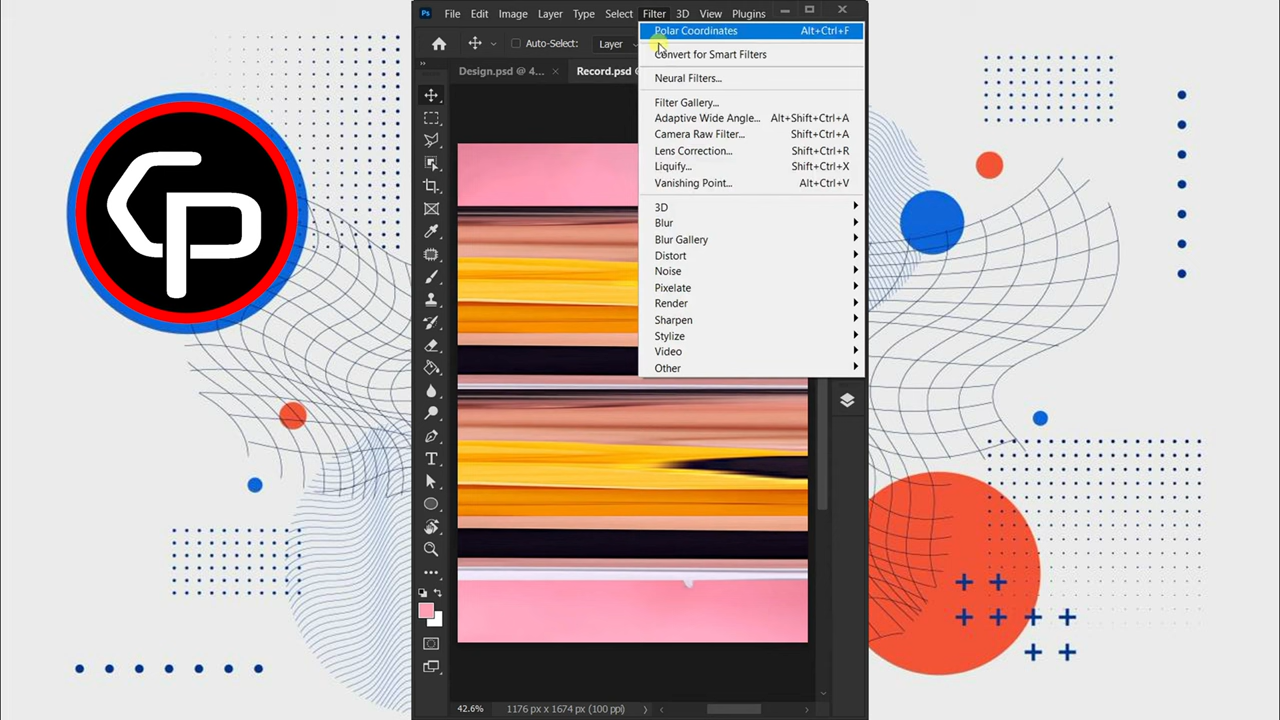 Ps File Edit Image Layer Type Select Filter 3D View Plugins
Auto-Select: Layer
Design.psd @ 4... × Record.psd @
Polar Coordinates Alt+Ctrl+F
Convert for Smart Filters
Neural Filters...
Filter Gallery...
Adaptive Wide Angle... Alt+Shift+Ctrl+A
Camera Raw Filter... Shift+Ctrl+A
Lens Correction... Shift+Ctrl+R
Liquify... Shift+Ctrl+X
Vanishing Point... Alt+Ctrl+V
3D
Blur
Blur Gallery
Distort
Noise
Pixelate
Render
Sharpen
Stylize
Video
Other
42.6% 1176 px x 1674 px (100 ppi)